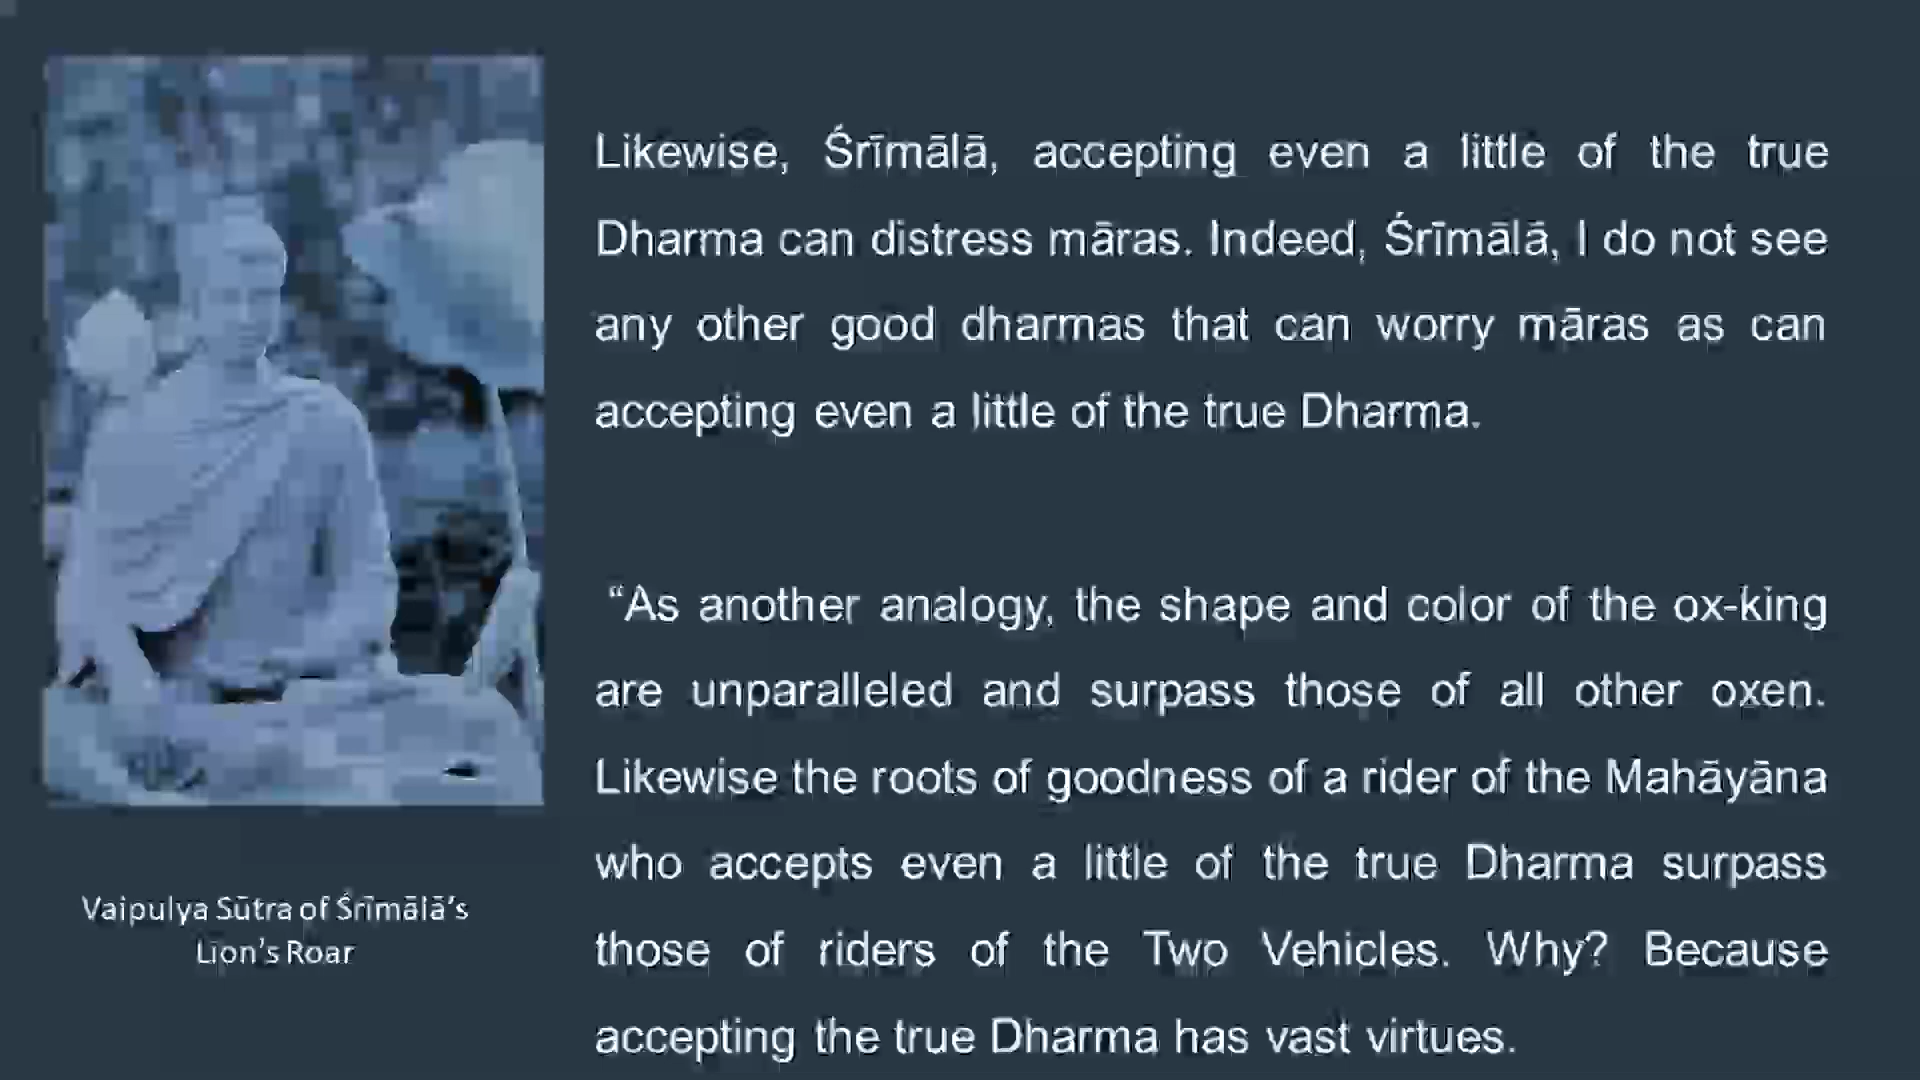 Likewise, Śrīmālā, accepting even a little of the true
Dharma can distress māras. Indeed, Śrīmālā, I do not see
any other good dharmas that can worry māras as can
accepting even a little of the true Dharma.
“As another analogy, the shape and color of the ox-king
are unparalleled and surpass those of all other oxen.
Likewise the roots of goodness of a rider of the Mahāyāna
who accepts even a little of the true Dharma surpass
those of riders of the Two Vehicles. Why? Because
accepting the true Dharma has vast virtues.
Vaipulya Sūtra of Śrīmālā’s
Lion’s Roar